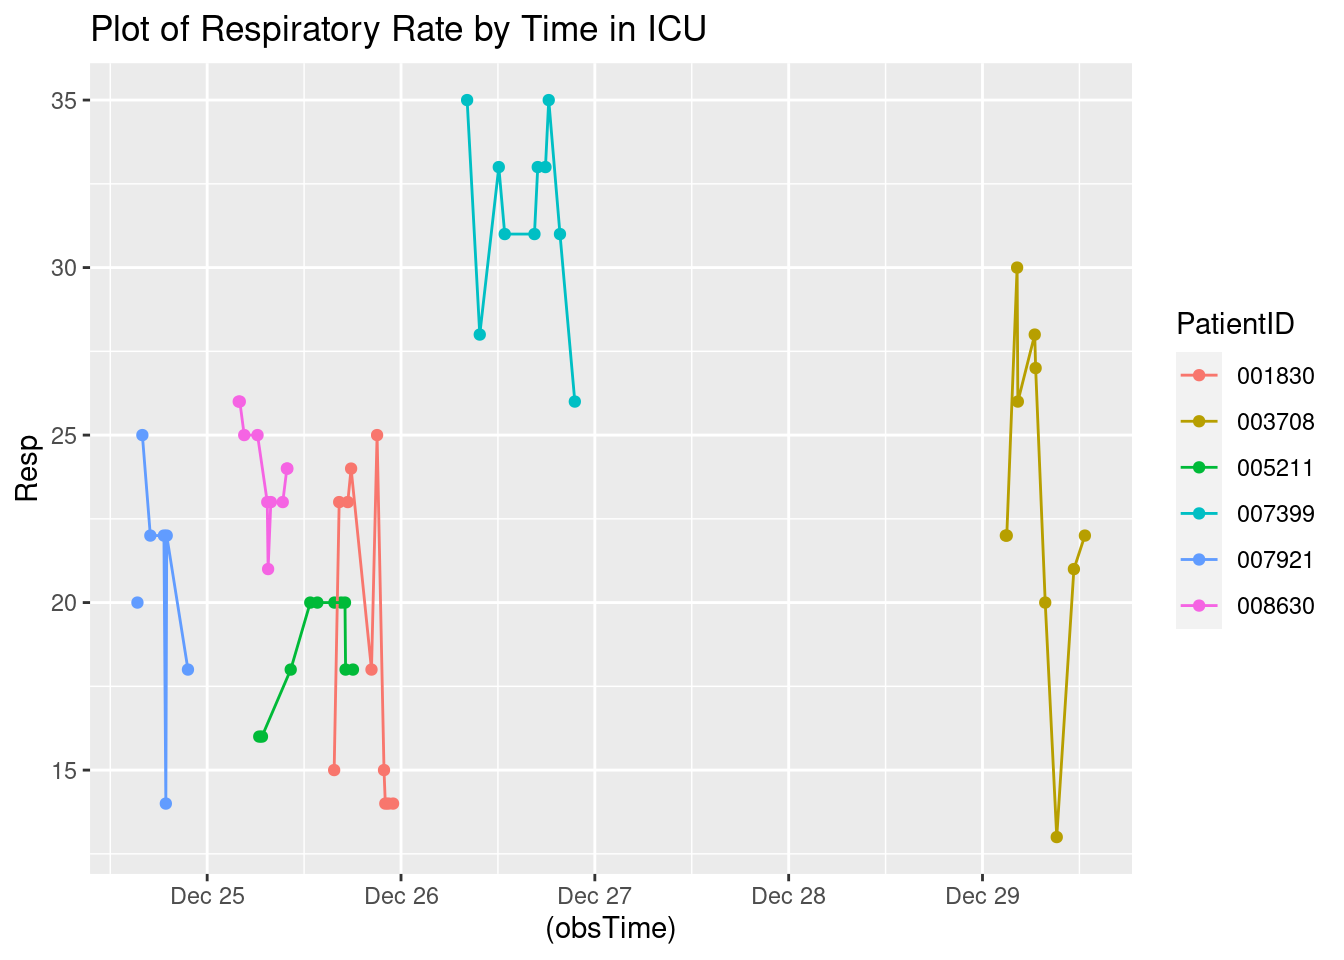 Plot of Respiratory Rate by Time in ICU
35
30
25
20
15
Resp
Dec 25
Dec 26
Dec 27
Dec 28
Dec 29
(obsTime)
PatientID
001830
003708
005211
007399
007921
008630